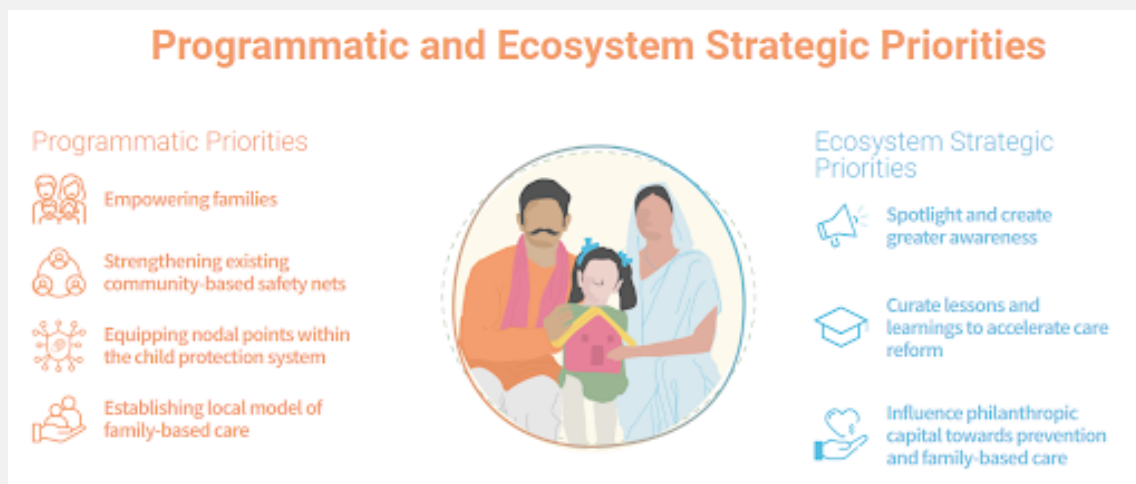 Programmatic and Ecosystem Strategic Priorities
Programmatic Priorities
Empowering families
Strengthening existing
community-based safety nets
Equipping nodal points within
the child protection system
Establishing local model of
family-based care
Ecosystem Strategic
Priorities
Spotlight and create
greater awareness
Curate lessons and
learnings to accelerate care
reform
Influence philanthropic
capital towards prevention
and family-based care